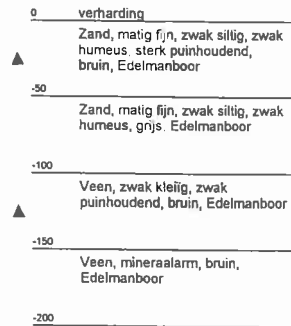 0 verharding
Zand, matig fijn, zwak siltig, zwak
humeus, sterk puinhoudend,
bruin, Edelmanboor
-50
Zand, matig fijn, zwak siltig, zwak
humeus, grijs, Edelmanboor
-100
Veen, zwak kleiïg, zwak
puinhoudend, bruin, Edelmanboor
-150
Veen, mineraalarm, bruin,
Edelmanboor
-200